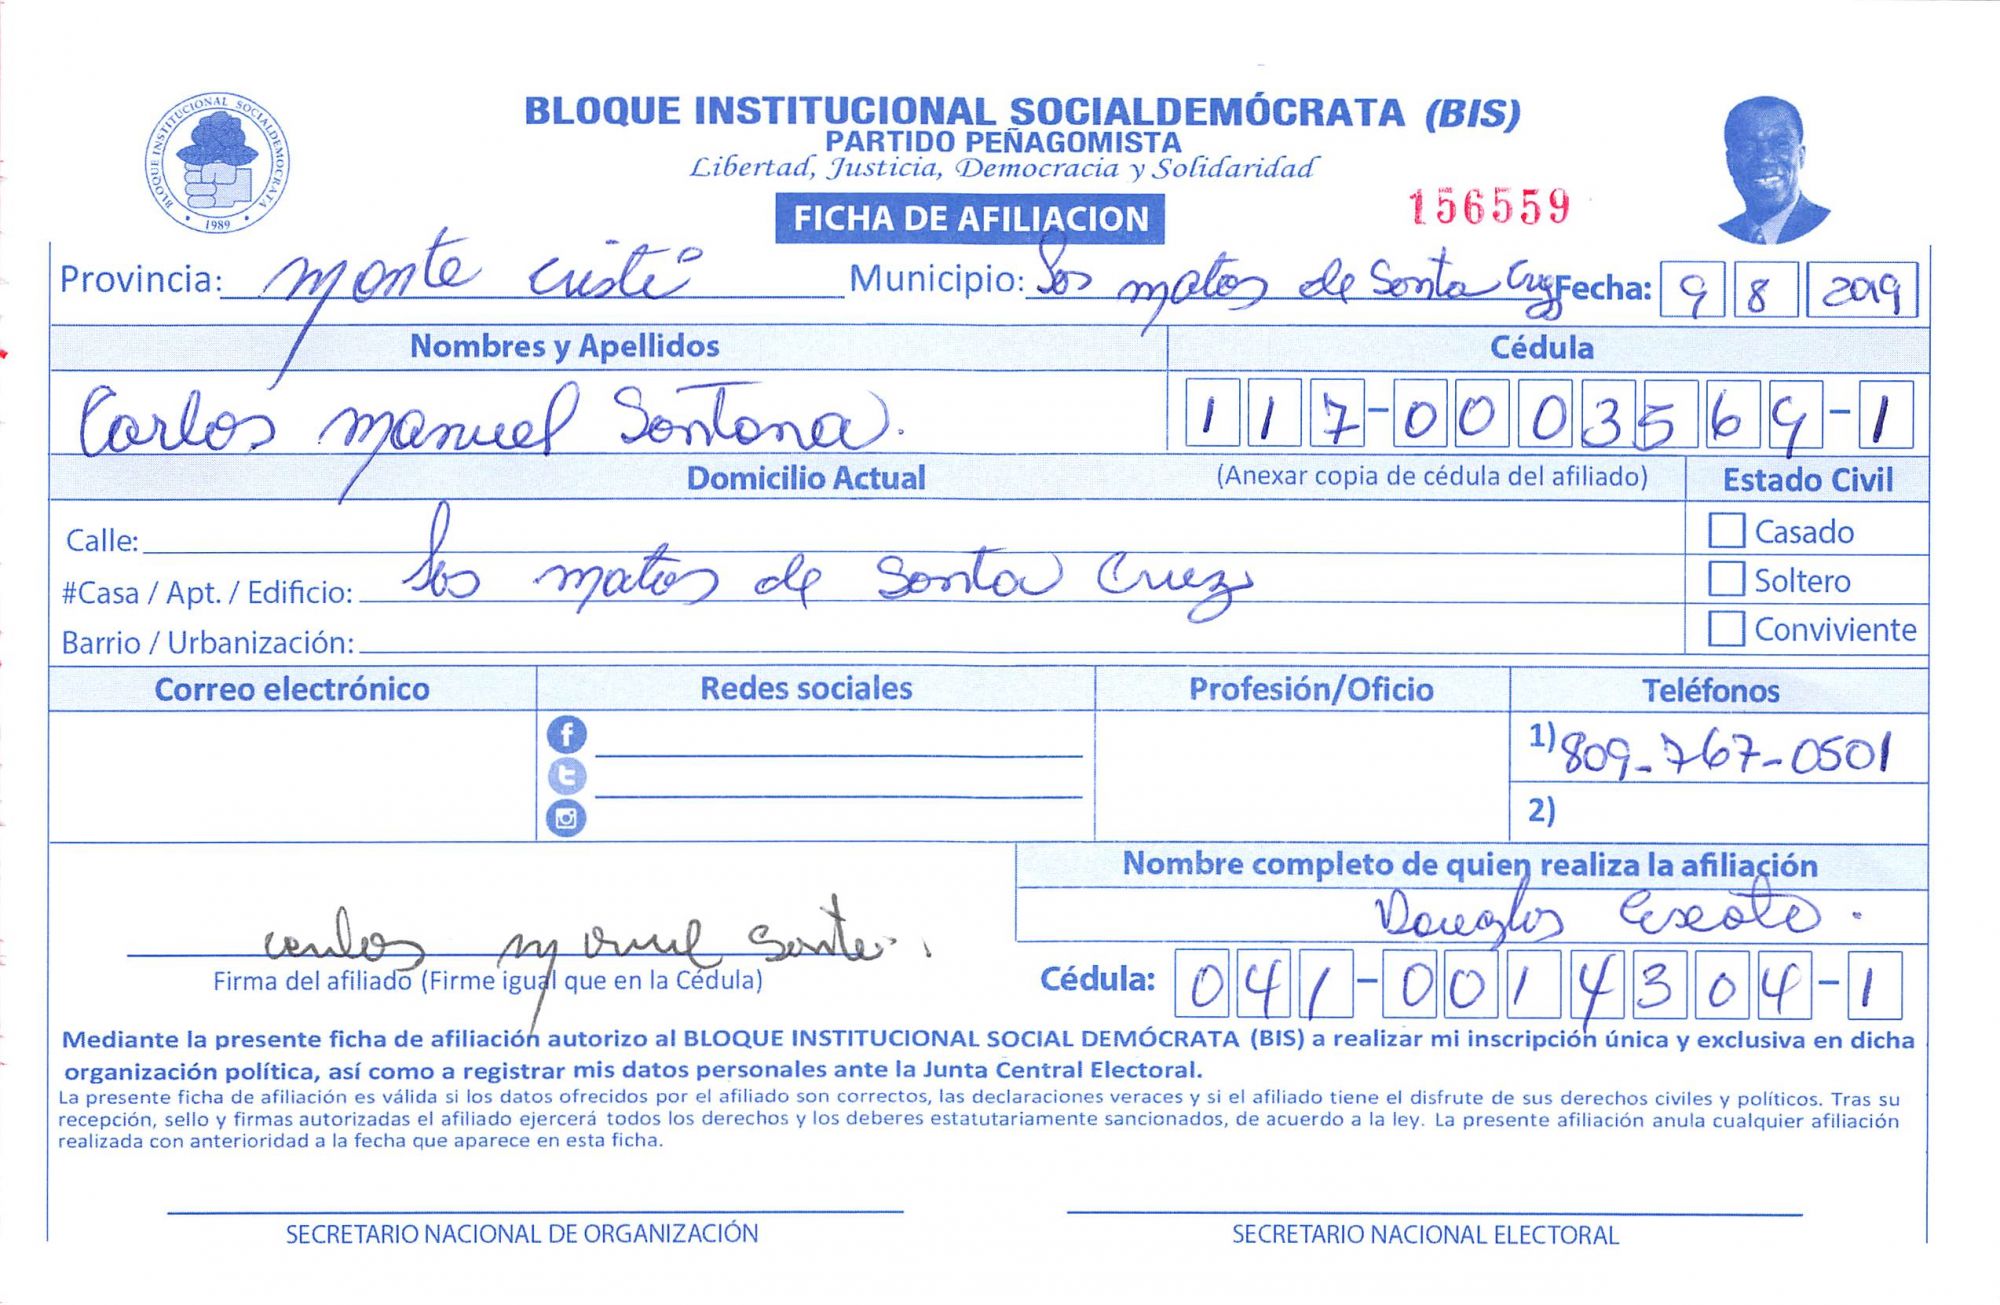 BLOQUE INSTITUCIONAL SOCIALDEMÓCRATA (BIS)
PARTIDO PEÑAGOMISTA
Libertad, Justicia, Democracia y Solidaridad
BLOQUE INSTITUCIONAL SOCIALDEMOCRATA
1989
FICHA DE AFILIACION
156559
Provincia: Monte Cristi Municipio: Los matos de Santa Cruz Fecha: 9 8 2019
Nombres y Apellidos Cédula
Carlos manuel Santana. 117-0003569-1
Domicilio Actual (Anexar copia de cédula del afiliado) Estado Civil
Calle: Casado
#Casa / Apt. / Edificio: Los matas de Santa Cruz Soltero
Barrio / Urbanización: Conviviente
Correo electrónico Redes sociales Profesión/Oficio Teléfonos
1) 809-767-0501
2)
Nombre completo de quien realiza la afiliación
Douglas
Carlos Manuel
Firma del afiliado (Firme igual que en la Cédula) Cédula: 041-0014304-1
Mediante la presente ficha de afiliación autorizo al BLOQUE INSTITUCIONAL SOCIAL DEMÓCRATA (BIS) a realizar mi inscripción única y exclusiva en dicha
organización política, así como a registrar mis datos personales ante la Junta Central Electoral.
La presente ficha de afiliación es válida si los datos ofrecidos por el afiliado son correctos, las declaraciones veraces y si el afiliado tiene el disfrute de sus derechos civiles y políticos. Tras su
recepción, sello y firmas autorizadas el afiliado ejercerá todos los derechos y los deberes estatutariamente sancionados, de acuerdo a la ley. La presente afiliación anula cualquier afiliación
realizada con anterioridad a la fecha que aparece en esta ficha.
SECRETARIO NACIONAL DE ORGANIZACIÓN SECRETARIO NACIONAL ELECTORAL